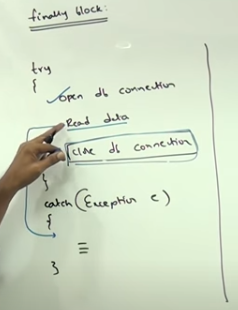 finally block:
try
{
open db connection
Read data
close db connection
}
catch(Exception e)
{
}